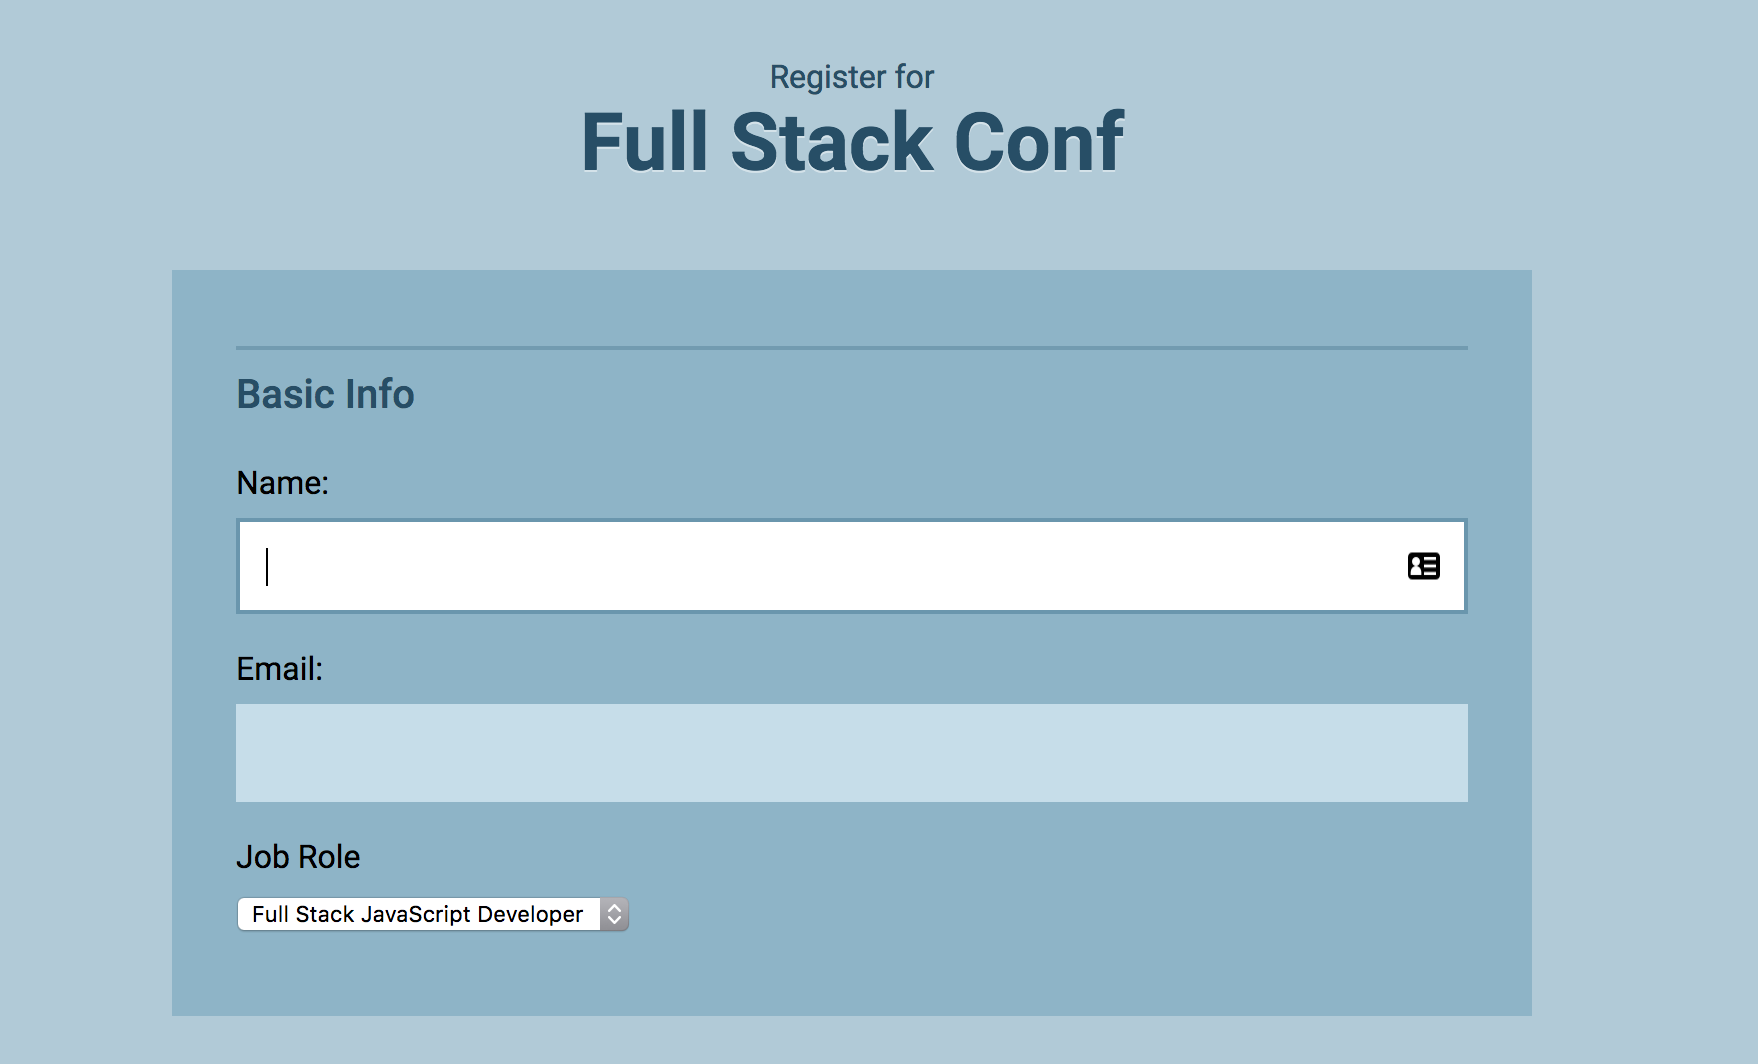 Register for
Full Stack Conf
Basic Info
Name:
Email:
Job Role
Full Stack JavaScript Developer